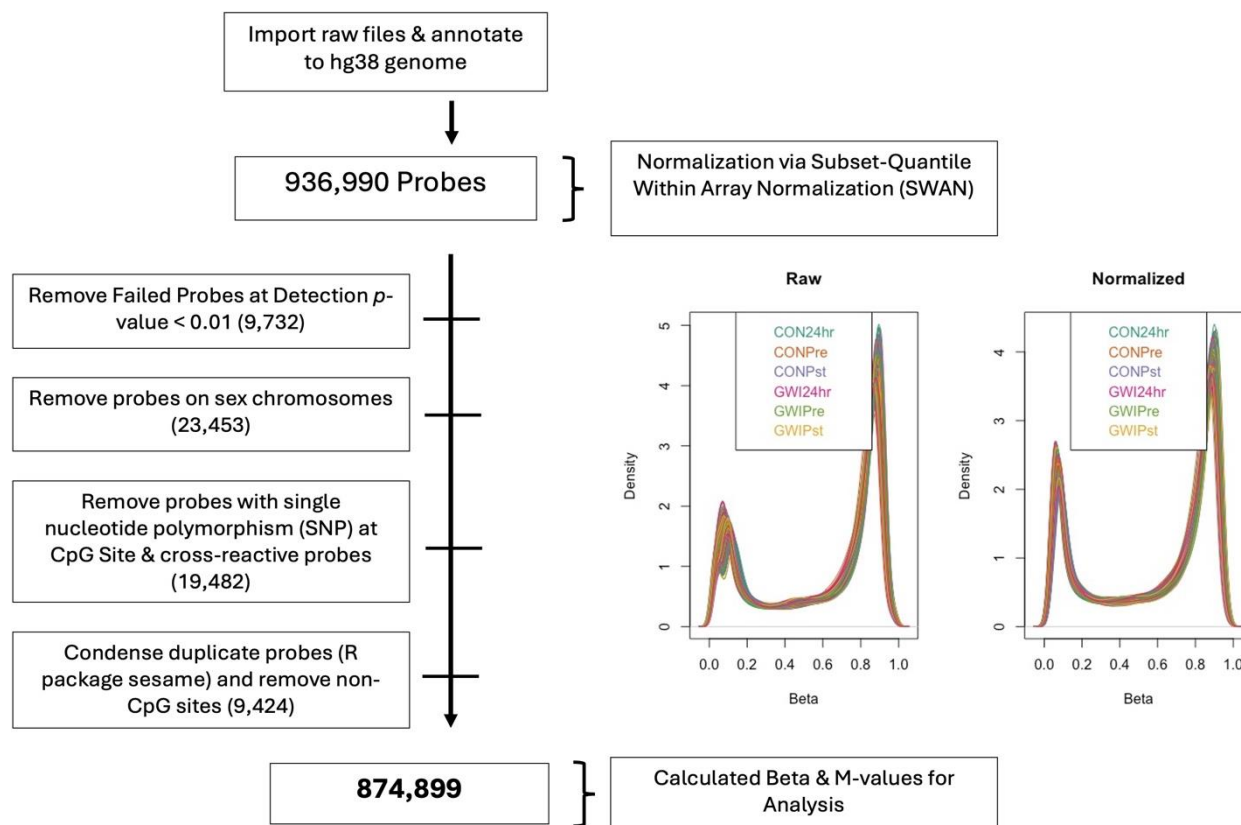 Import raw files & annotate
to hg38 genome
936,990 Probes
Normalization via Subset-Quantile
Within Array Normalization (SWAN)
Remove Failed Probes at Detection p-
value < 0.01 (9,732)
Remove probes on sex chromosomes
(23,453)
Remove probes with single
nucleotide polymorphism (SNP) at
CpG Site & cross-reactive probes
(19,482)
Condense duplicate probes (R
package sesame) and remove non-
CpG sites (9,424)
874,899
Calculated Beta & M-values for
Analysis
Raw
CON24hr
CONPre
CONPst
GWI24hr
GWIPre
GWIPst
Density
5
4
3
2
1
0
0.0 0.2 0.4 0.6 0.8 1.0
Beta
Normalized
CON24hr
CONPre
CONPst
GWI24hr
GWIPre
GWIPst
Density
4
3
2
1
0
0.0 0.2 0.4 0.6 0.8 1.0
Beta